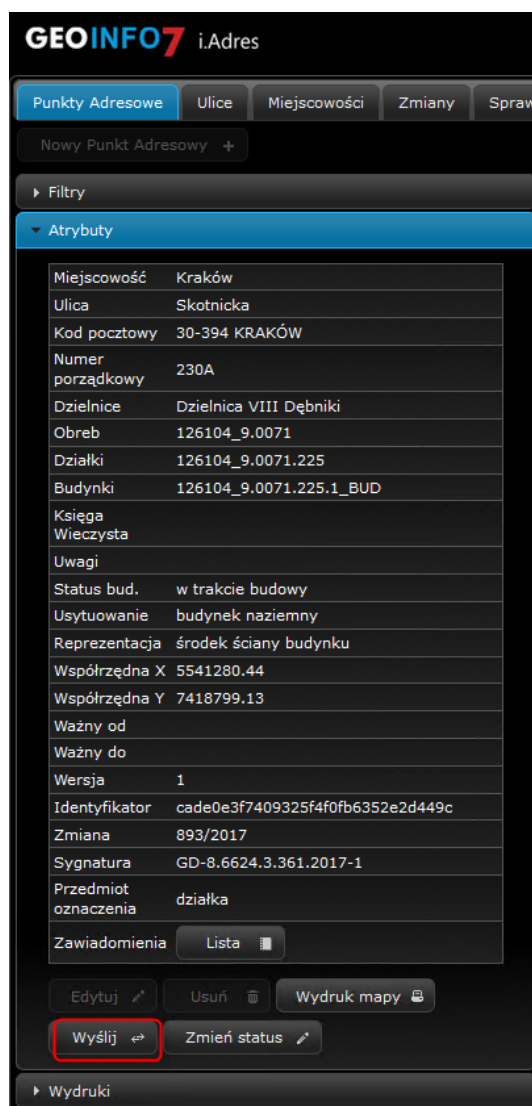 GEOINFO7 i.Adres
Punkty Adresowe Ulice Miejscowości Zmiany Spraw
Nowy Punkt Adresowy +
Filtry
Atrybuty
Miejscowość Kraków
Ulica Skotnicka
Kod pocztowy 30-394 KRAKÓW
Numer
porządkowy 230A
Dzielnice Dzielnica VIII Dębniki
Obreb 126104_9.0071
Działki 126104_9.0071.225
Budynki 126104_9.0071.225.1_BUD
Księga
Wieczysta
Uwagi
Status bud. w trakcie budowy
Usytuowanie budynek naziemny
Reprezentacja środek ściany budynku
Współrzędna X 5541280.44
Współrzędna Y 7418799.13
Ważny od
Ważny do
Wersja 1
Identyfikator cade0e3f7409325f4f0fb6352e2d449c
Zmiana 893/2017
Sygnatura GD-8.6624.3.361.2017-1
Przedmiot
oznaczenia działka
Zawiadomienia Lista
Edytuj Usuń Wydruk mapy
Wyślij Zmień status
Wydruki